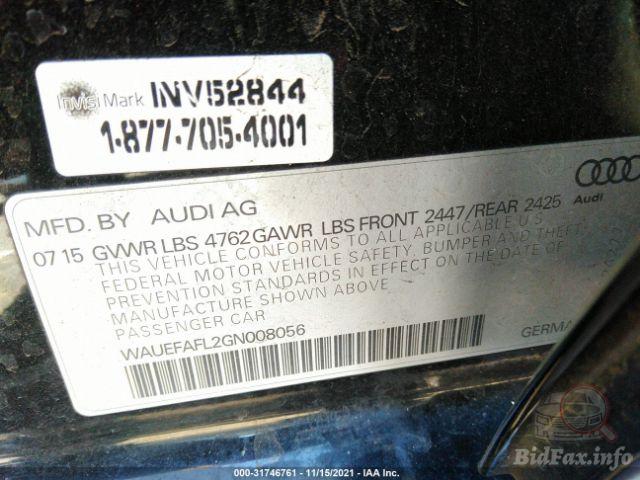 InvisiMark INV52844
1-877-705-4001
MFD. BY AUDI AG
Audi
07 15 GVWR LBS 4762 GAWR LBS FRONT 2447/REAR 2425
THIS VEHICLE CONFORMS TO ALL APPLICABLE U.S.
FEDERAL MOTOR VEHICLE SAFETY, BUMPER AND THEFT
PREVENTION STANDARDS IN EFFECT ON THE DATE OF
MANUFACTURE SHOWN ABOVE
PASSENGER CAR
WAUEFAFL2GN008056
GERMA
000-31746761 - 11/15/2021 - IAA Inc.
BidFax.info